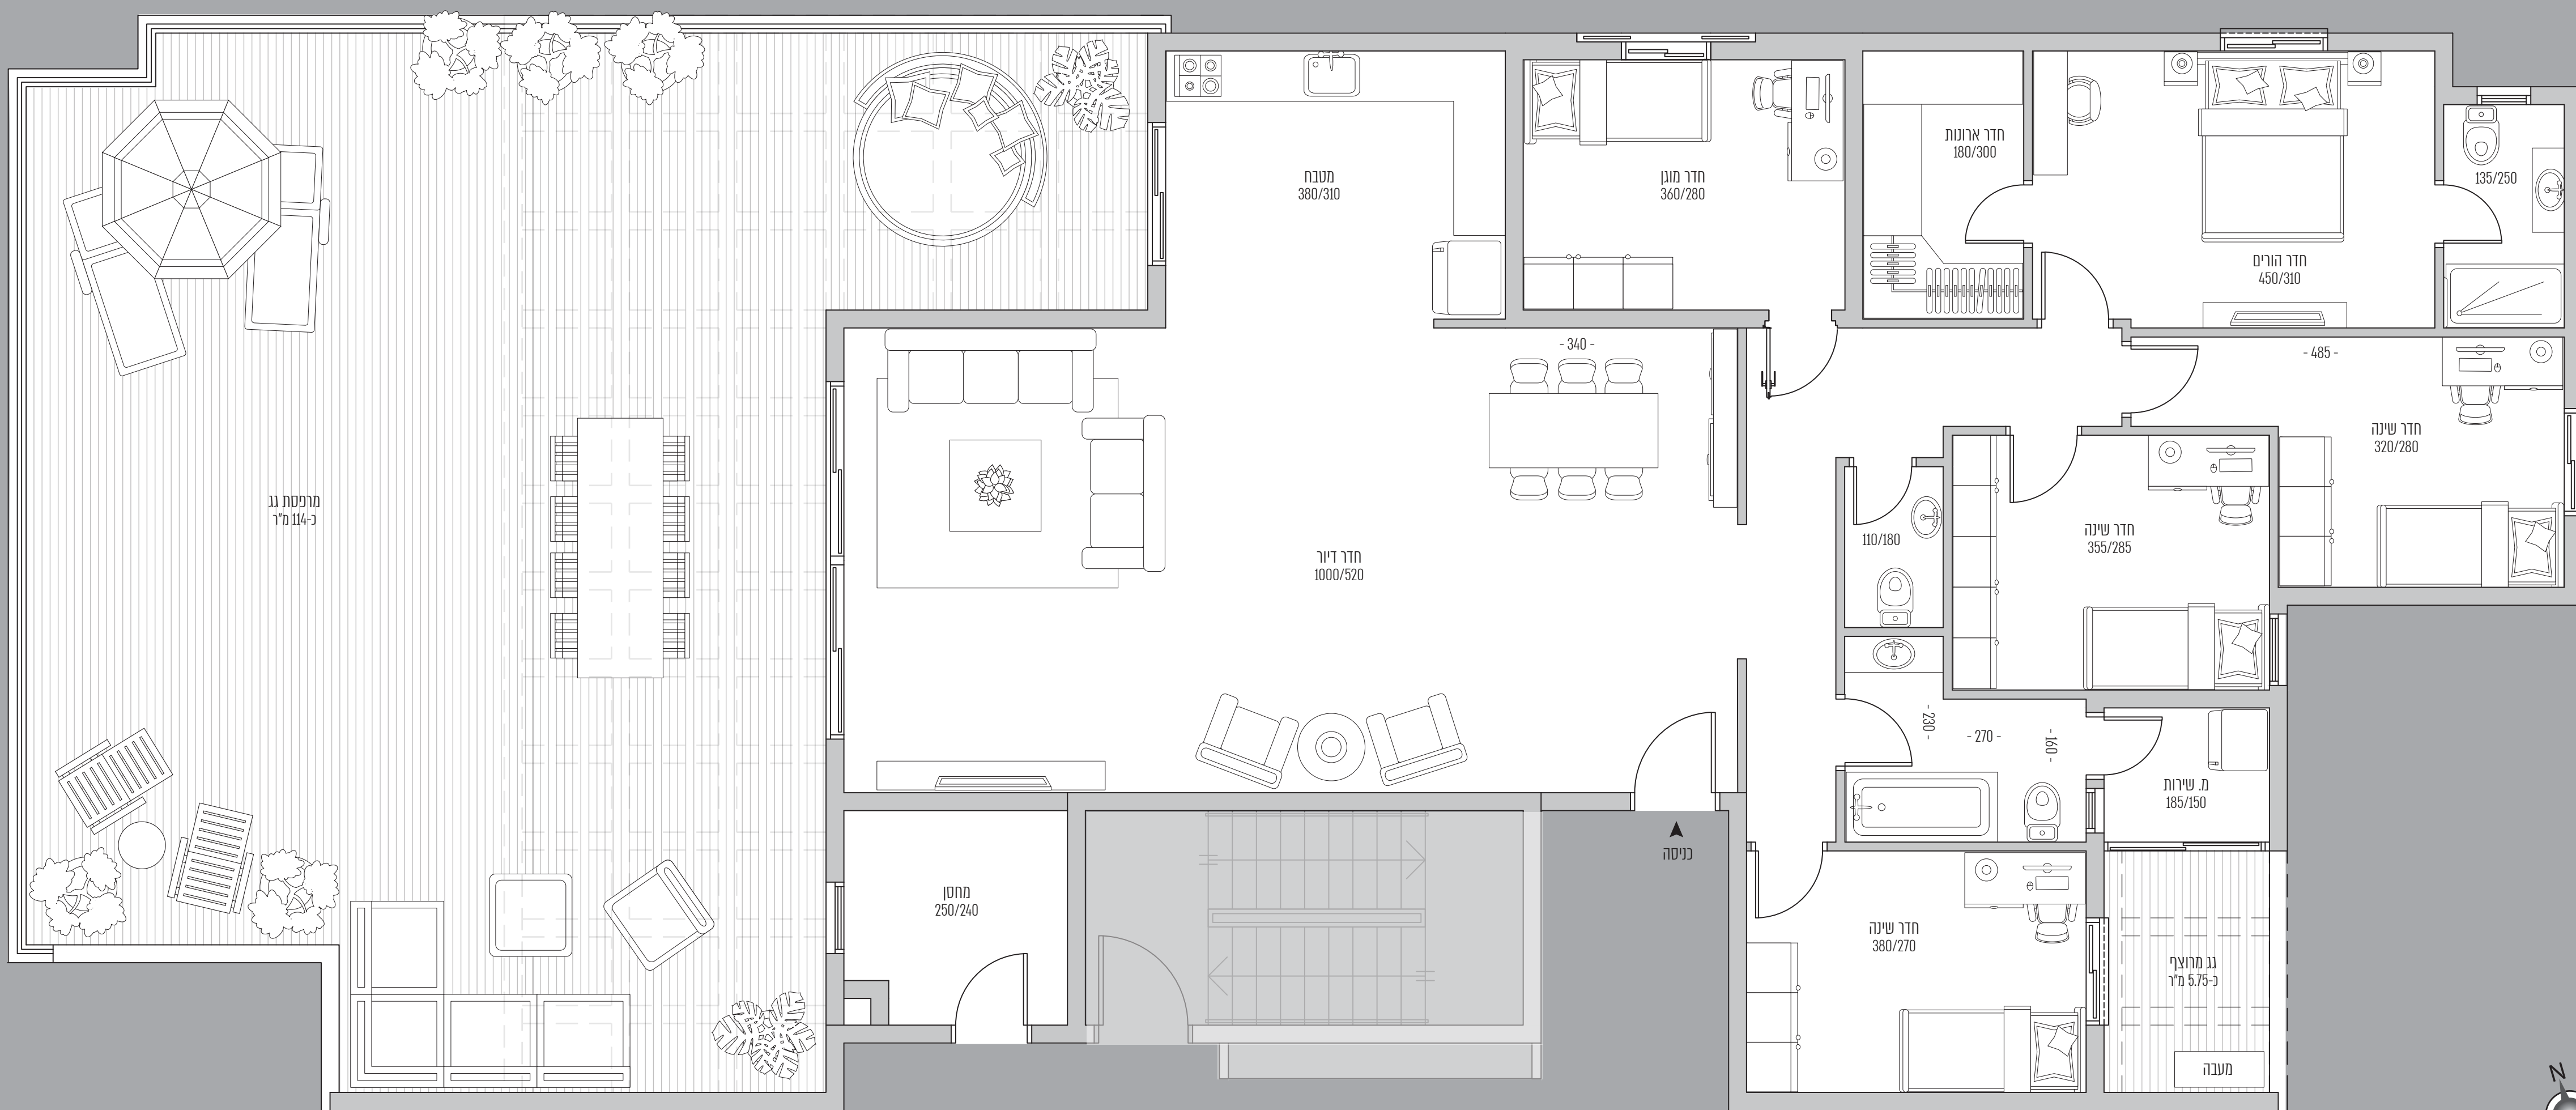 חדר ארונות
180/300
135/250
מטבח
380/310
חדר מוגן
360/280
חדר הורים
450/310
- 340 -
- 485 -
חדר שינה
320/280
מרפסת גג
כ-114 מ"ר
חדר דיור
1000/520
110/180
חדר שינה
355/285
- 230 -
- 270 -
- 160 -
מ. שירות
185/150
כניסה
מחסן
250/240
חדר שינה
380/270
גג מרוצף
כ-5.75 מ"ר
מעבה
N